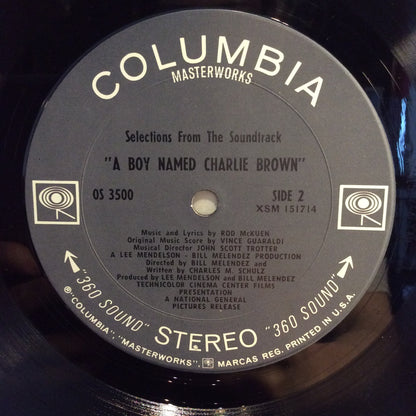 COLUMBIA
MASTERWORKS
Selections From The Soundtrack
"A BOY NAMED CHARLIE BROWN"
OS 3500
SIDE 2
XSM 151714
Music and Lyrics by ROD McKUEN
Original Music Score by VINCE GUARALDI
Musical Director JOHN SCOTT TROTTER
A LEE MENDELSON - BILL MELENDEZ PRODUCTION
Directed by BILL MELENDEZ and
Written by CHARLES M. SCHULZ
Produced by LEE MENDELSON and BILL MELENDEZ
TECHNICOLOR CINEMA CENTER FILMS
PRESENTATION
A NATIONAL GENERAL
PICTURES RELEASE
"360 SOUND" STEREO "360 SOUND"
® "COLUMBIA", "MASTERWORKS", MARCAS REG. PRINTED IN U.S.A.